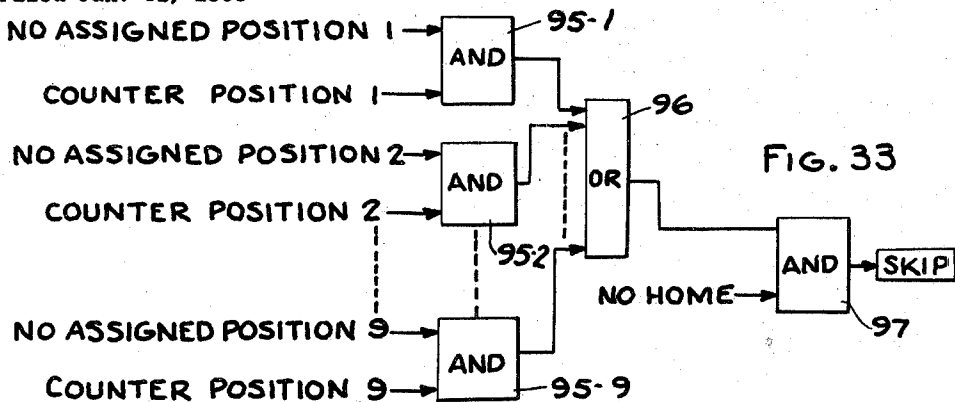 NO ASSIGNED POSITION 1
AND
95-1
COUNTER POSITION 1
96
NO ASSIGNED POSITION 2
AND
OR
FIG. 33
COUNTER POSITION 2
95-2
AND
SKIP
NO HOME
97
NO ASSIGNED POSITION 9
AND
COUNTER POSITION 9
95-9